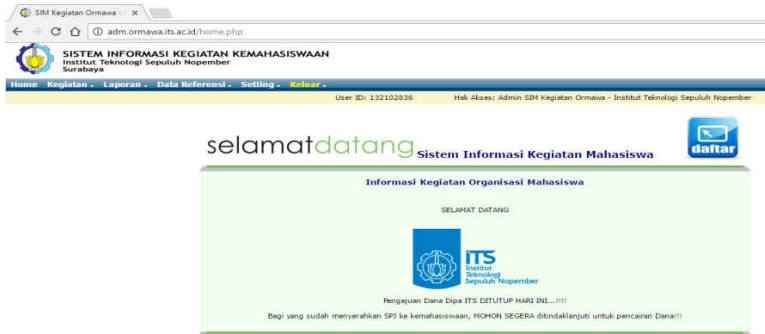 SIM Kegiatan Ormawa -
adm.ormawa.its.ac.id/home.php
SISTEM INFORMASI KEGIATAN KEMAHASISWAAN
Institut Teknologi Sepuluh Nopember
Surabaya
Home Kegiatan Laporan Data Referensi Setting Keluar
User ID: 132102836 Hak Akses: Admin SIM Kegiatan Ormawa - Institut Teknologi Sepuluh Nopember
selamatdatang Sistem Informasi Kegiatan Mahasiswa
daftar
Informasi Kegiatan Organisasi Mahasiswa
SELAMAT DATANG
ITS
Institut
Teknologi
Sepuluh Nopember
Pengajuan Dana Dipa ITS DITUTUP HARI INI...!!!!
Bagi yang sudah menyerahkan SPJ ke kemahasiswaan, MOHON SEGERA ditindaklanjuti untuk pencairan Dana!!!